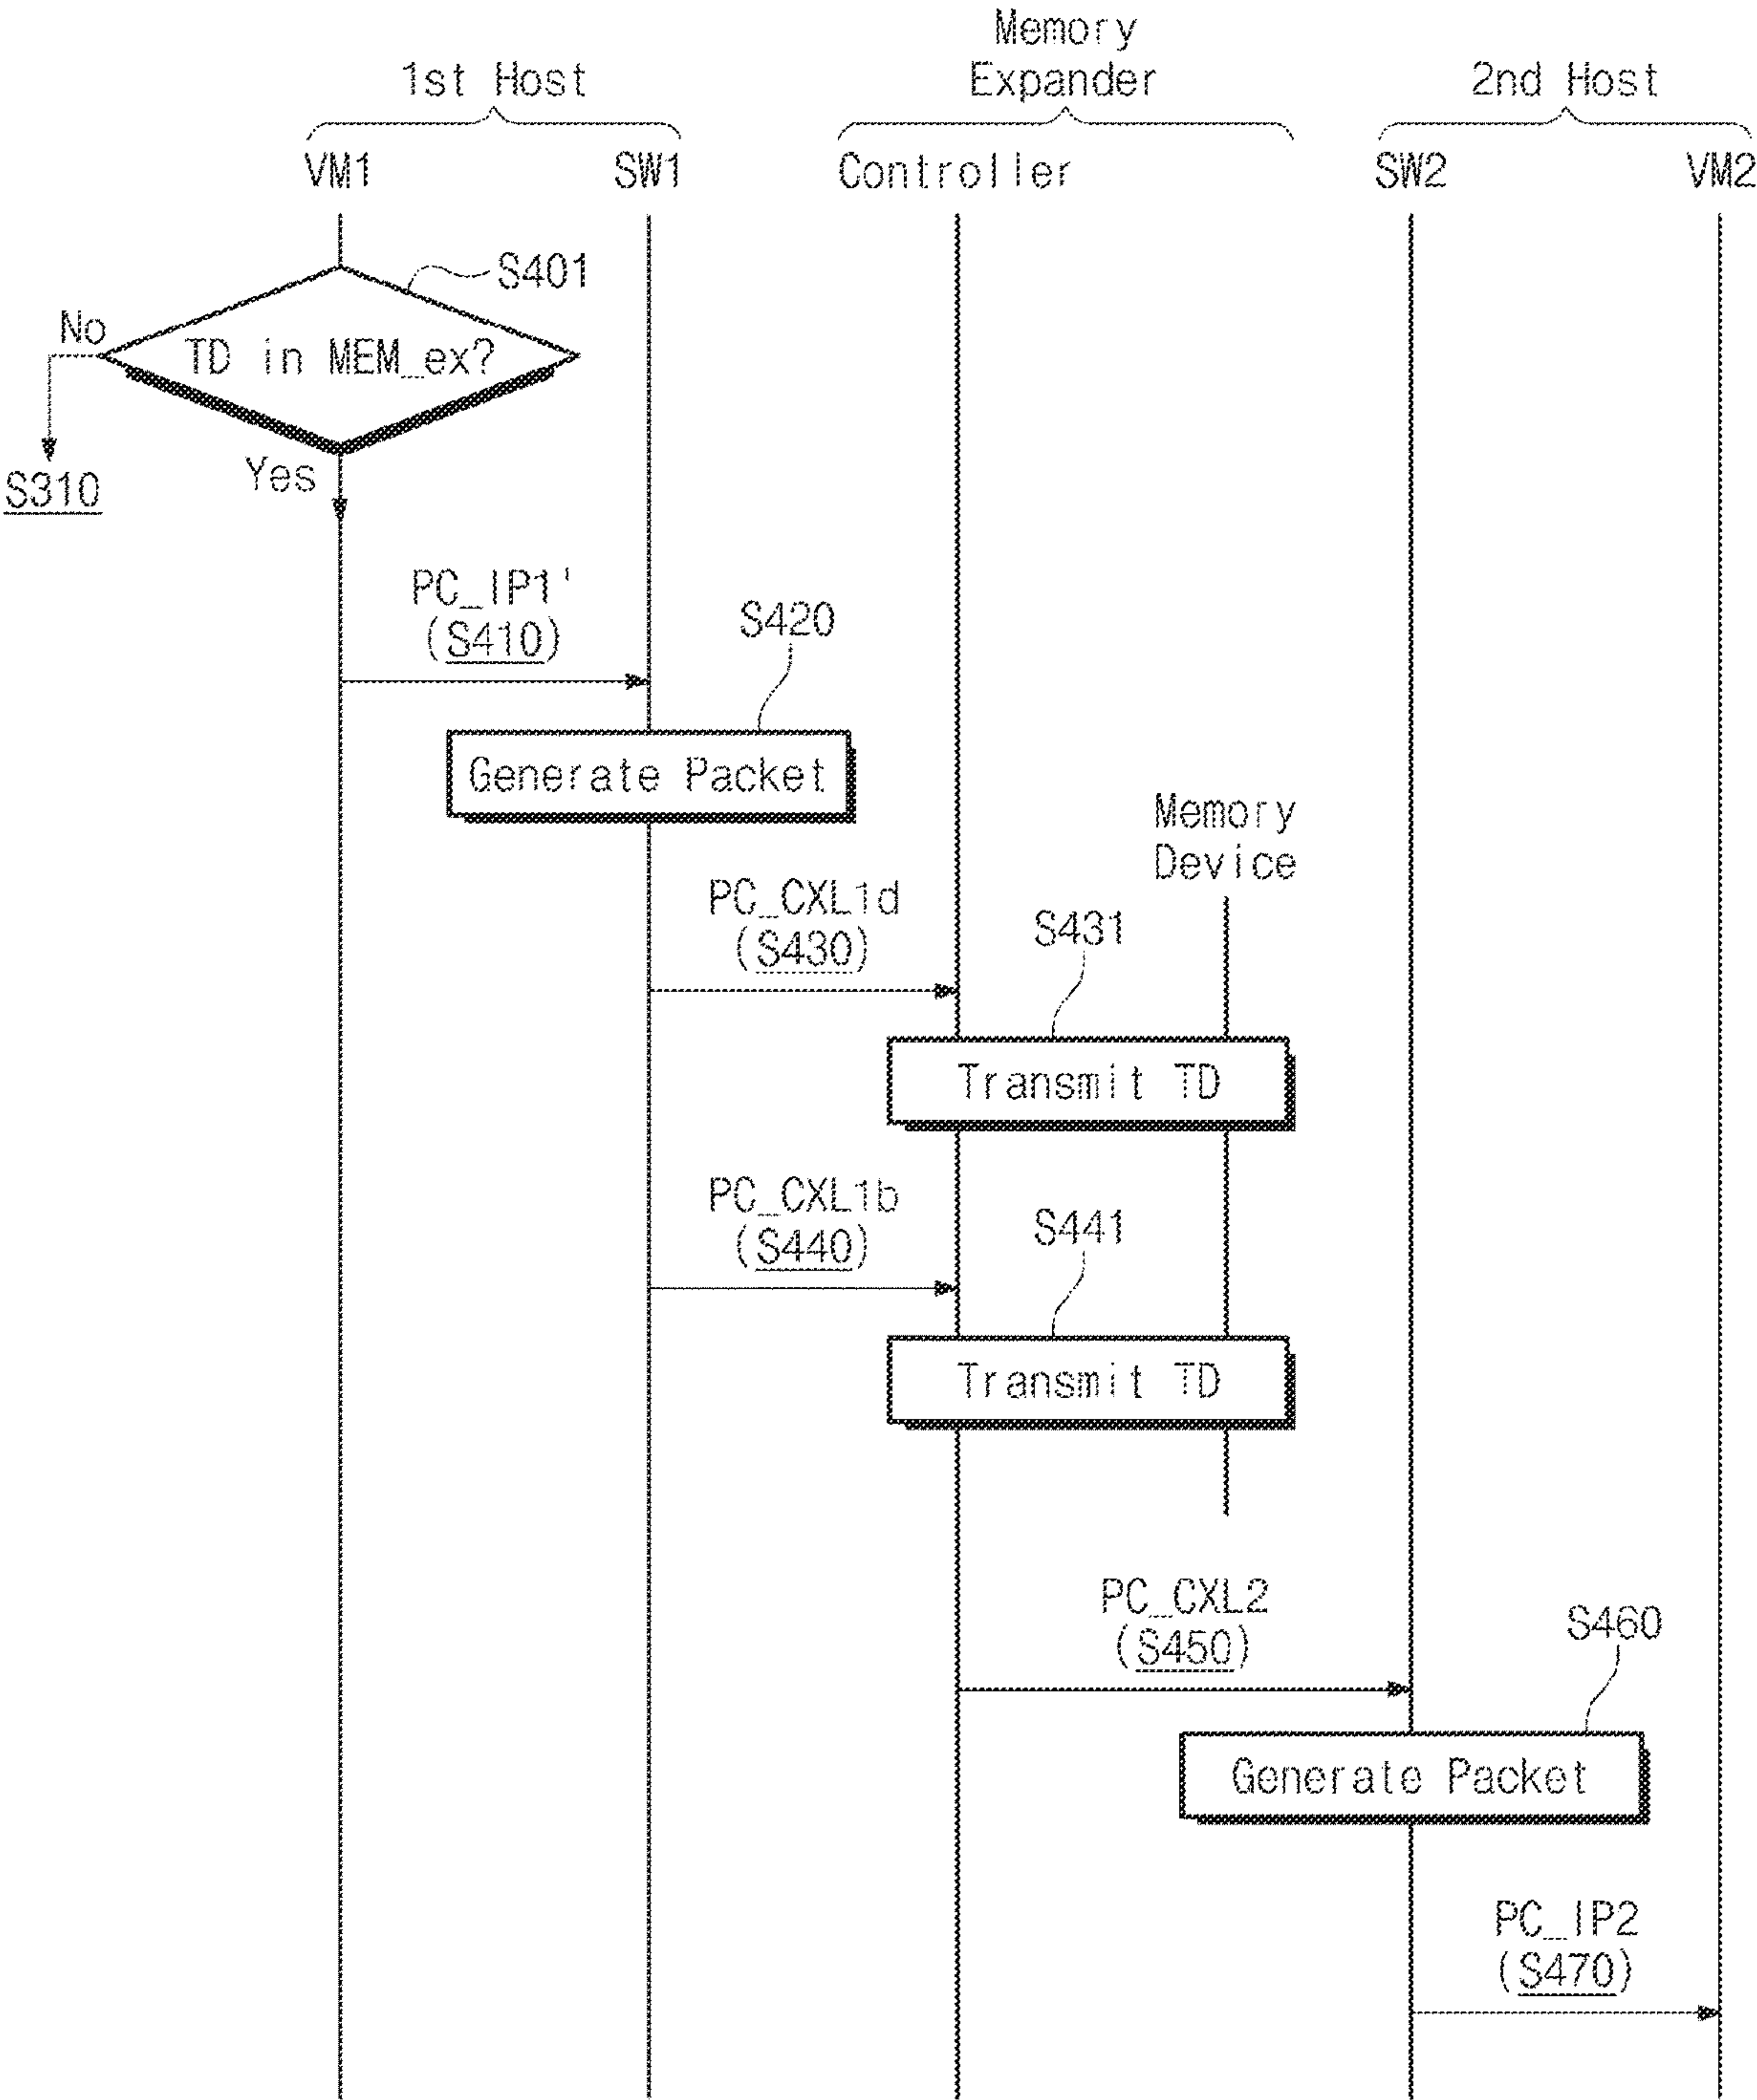 1st Host
Memory
Expander
2nd Host
VM1
SW1
Controller
SW2
VM2
S401
No
TD in MEM_ex?
S310
Yes
PC_IP1'
(S410)
S420
Generate Packet
Memory
Device
PC_CXL1d
(S430)
S431
Transmit TD
PC_CXL1b
(S440)
S441
Transmit TD
PC_CXL2
(S450)
S460
Generate Packet
PC_IP2
(S470)